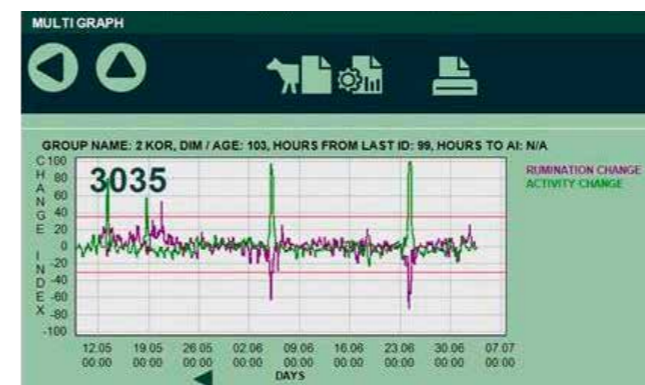 MULTI GRAPH
GROUP NAME: 2 KOR, DIM / AGE: 103, HOURS FROM LAST ID: 99, HOURS TO AI: N/A
3035
RUMINATION CHANGE
ACTIVITY CHANGE
CHANGE INDEX
100
80
60
40
20
0
-20
-40
-60
-80
-100
12.05 19.05 26.05 02.06 09.06 16.06 23.06 30.06 07.07
00:00 00:00 00:00 00:00 00:00 00:00 00:00 00:00 00:00
DAYS